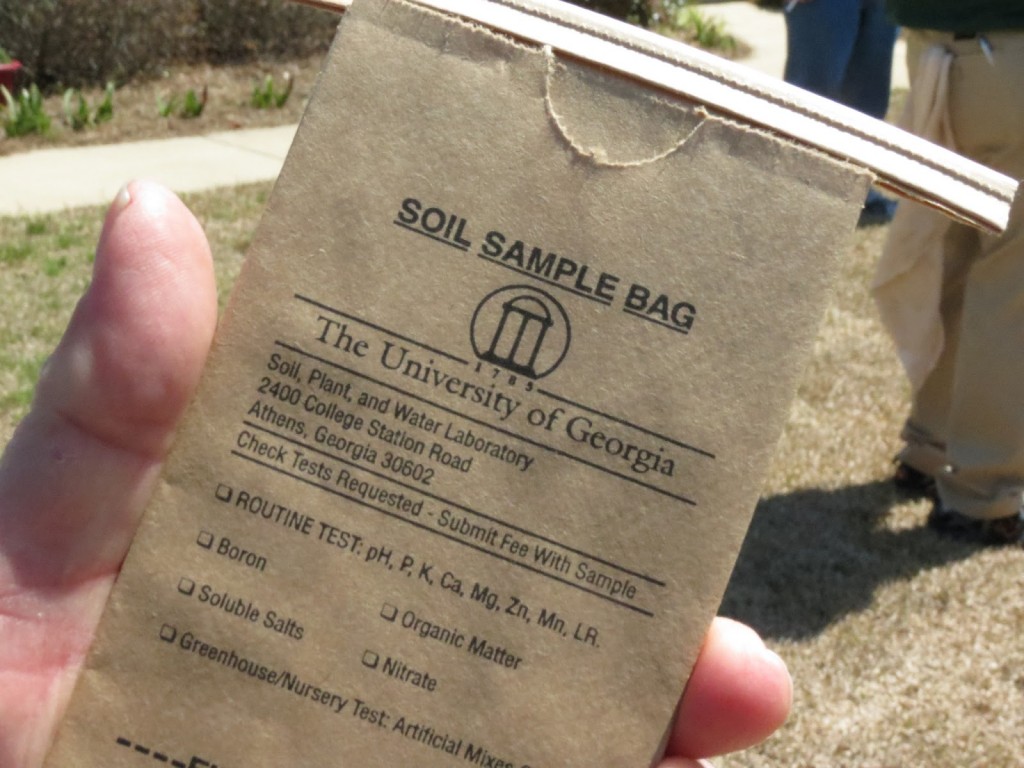 SOIL SAMPLE BAG
1785
The University of Georgia
Soil, Plant, and Water Laboratory
2400 College Station Road
Athens, Georgia 30602
Check Tests Requested - Submit Fee With Sample
❏ ROUTINE TEST: pH, P, K, Ca, Mg, Zn, Mn, LR.
❏ Boron
❏ Organic Matter
❏ Soluble Salts
❏ Nitrate
❏ Greenhouse/Nursery Test: Artificial Mixes